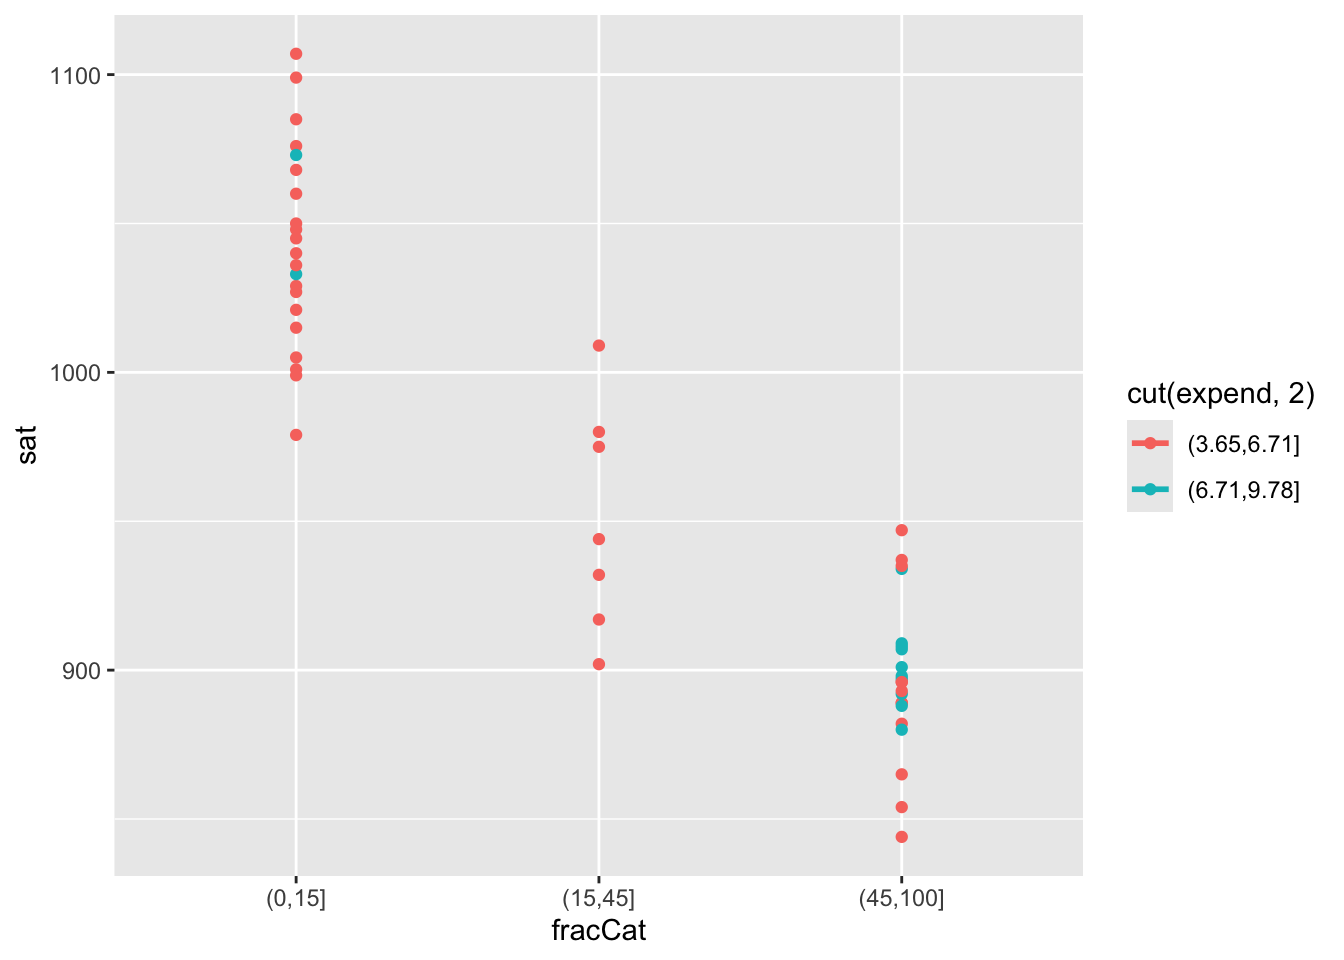 1100
1000
900
sat
(0,15]
(15,45]
(45,100]
fracCat
cut(expend, 2)
(3.65,6.71]
(6.71,9.78]